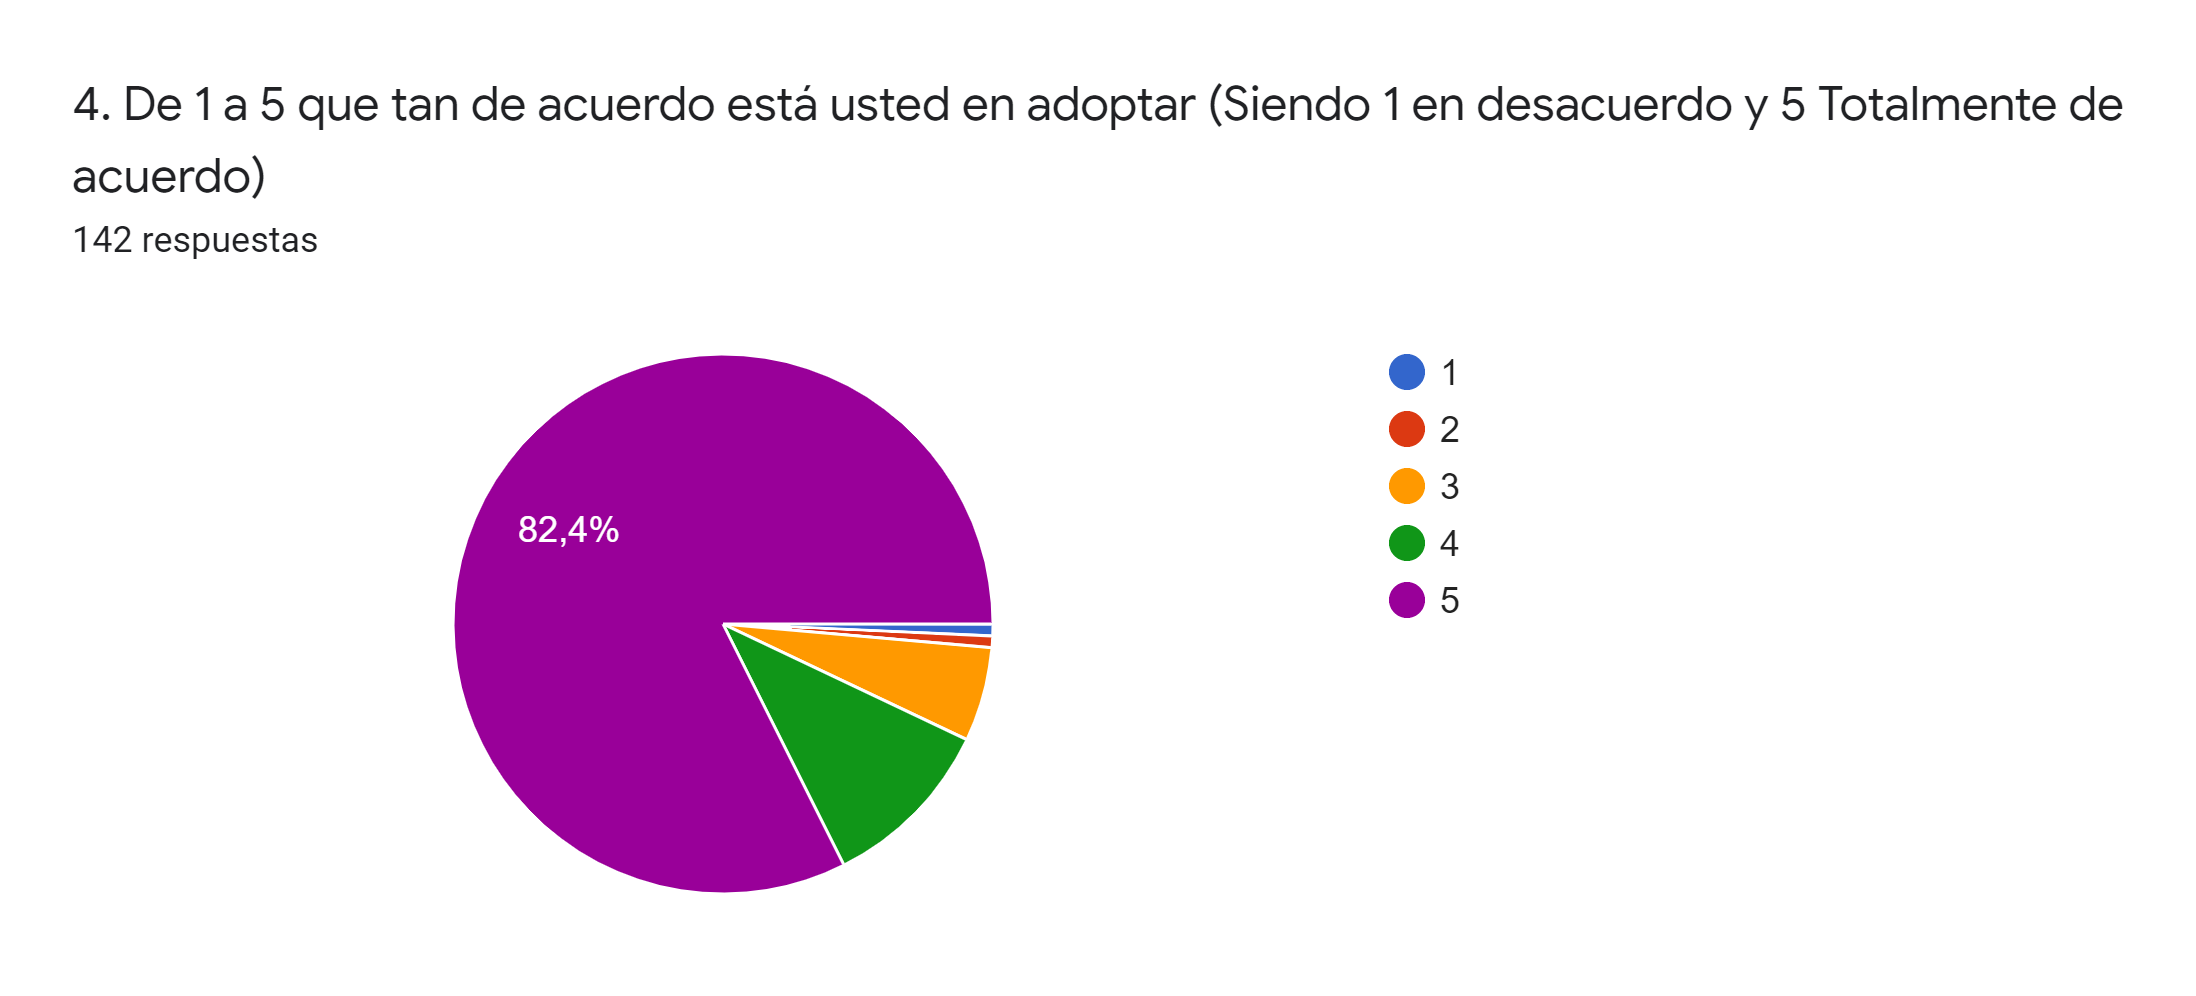 4. De 1 a 5 que tan de acuerdo está usted en adoptar (Siendo 1 en desacuerdo y 5 Totalmente de
acuerdo)
142 respuestas
82,4%
1
2
3
4
5